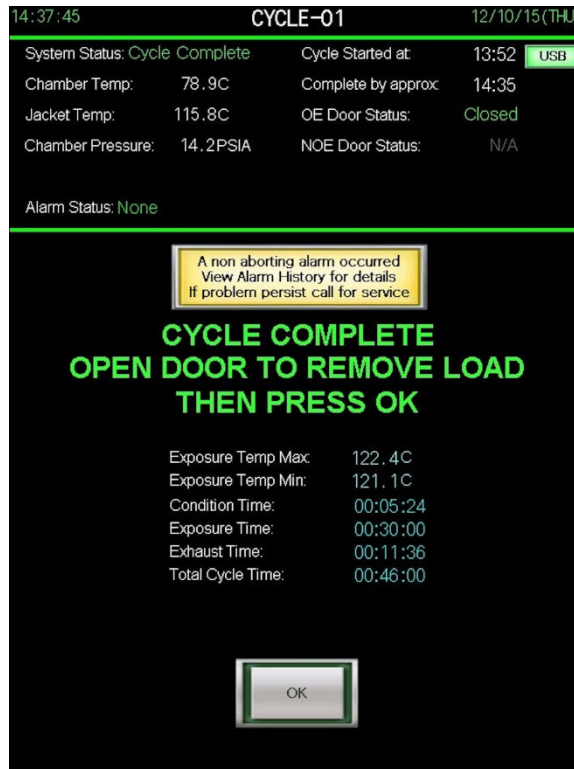 14:37:45 CYCLE-01 12/10/15(THU
System Status: Cycle Complete Cycle Started at: 13:52 USB
Chamber Temp: 78.9C Complete by approx: 14:35
Jacket Temp: 115.8C OE Door Status: Closed
Chamber Pressure: 14.2PSIA NOE Door Status: N/A
Alarm Status: None
A non aborting alarm occurred
View Alarm History for details
If problem persist call for service
CYCLE COMPLETE
OPEN DOOR TO REMOVE LOAD
THEN PRESS OK
Exposure Temp Max: 122.4C
Exposure Temp Min: 121.1C
Condition Time: 00:05:24
Exposure Time: 00:30:00
Exhaust Time: 00:11:36
Total Cycle Time: 00:46:00
OK